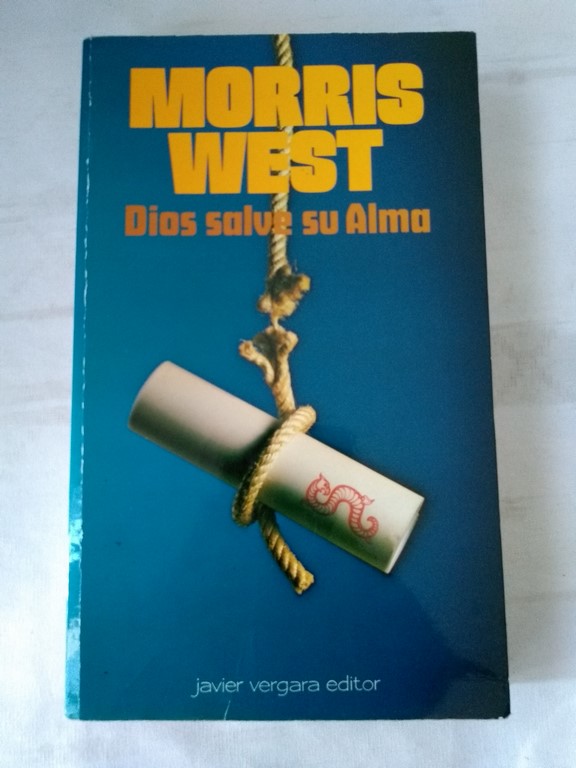 MORRIS
WEST
Dios salve su Alma
javier vergara editor